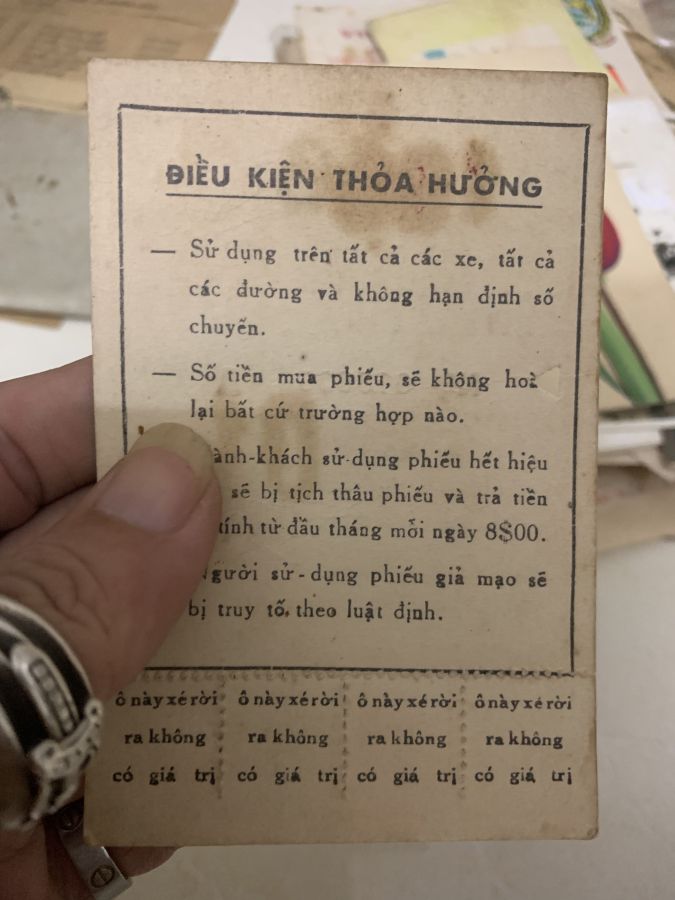 ĐIỀU KIỆN THỎA HƯỞNG
— Sử dụng trên tất cả các xe, tất cả
các đường và không hạn định số
chuyến.
— Số tiền mua phiếu, sẽ không hoà
lại bất cứ trường hợp nào.
ành-khách sử-dụng phiếu hết hiệu
sẽ bị tịch thâu phiếu và trả tiền
tính từ đầu tháng mỗi ngày 8$00.
gười sử-dụng phiếu giả mạo sẽ
bị truy tố, theo luật định.
ô này xé rời ô này xé rời ô này xé rời ô này xé rời
ra không ra không ra không ra không
có giá trị có giá trị có giá trị có giá trị